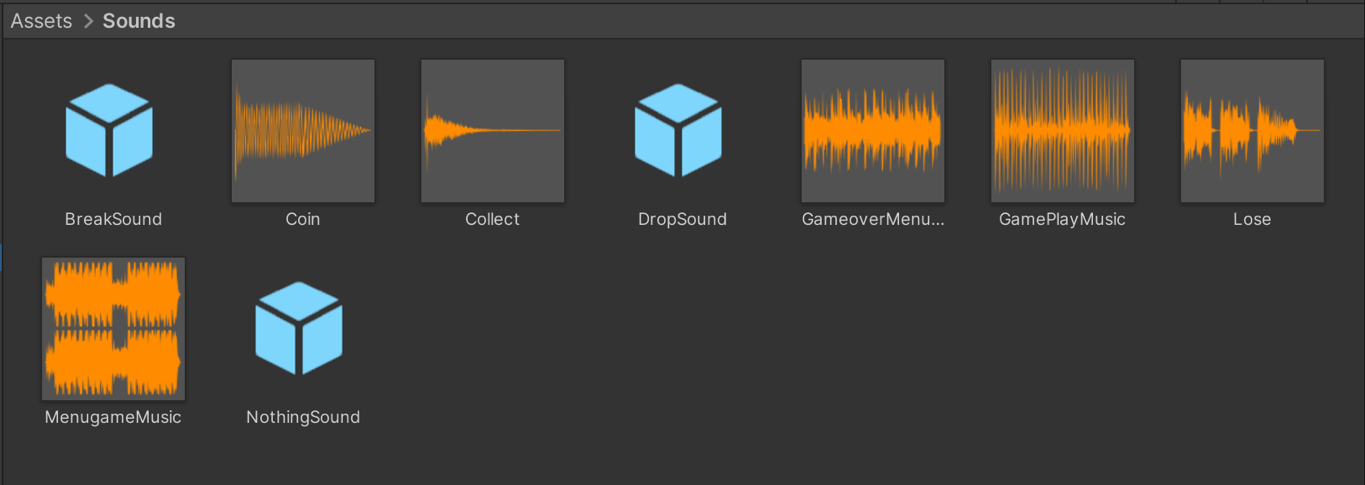 Assets > Sounds
BreakSound
Coin
Collect
DropSound
GameoverMenu...
GamePlayMusic
Lose
MenugameMusic
NothingSound